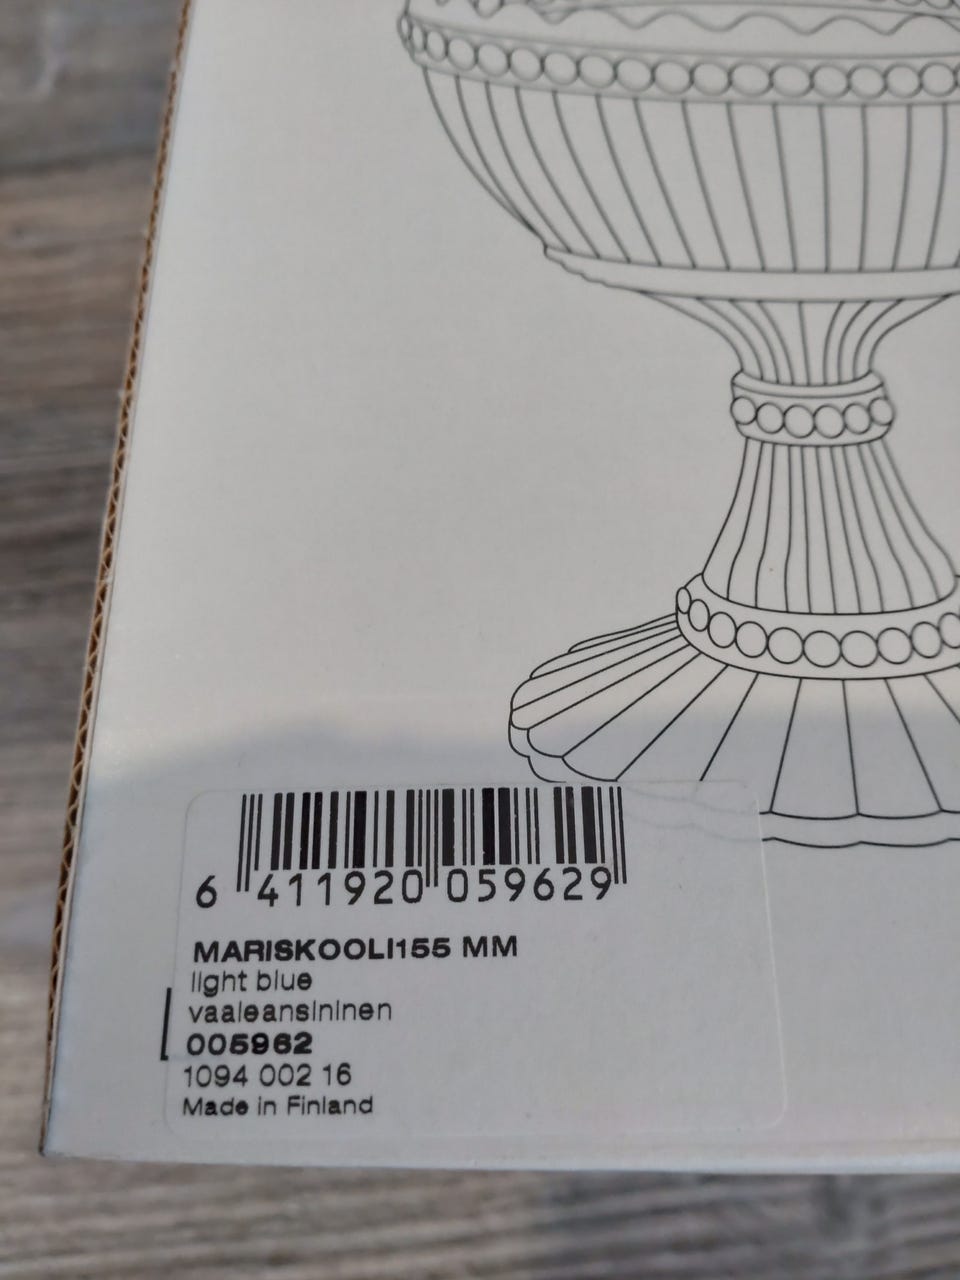 6 411920 059629
MARISKOOLI155 MM
light blue
vaaleansininen
005962
1094 002 16
Made in Finland